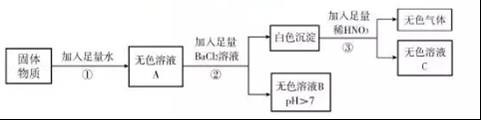 固体
物质
加入足量水
①
无色溶液
A
加入足量
BaCl₂溶液
②
白色沉淀
无色溶液B
pH>7
加入足量
稀HNO₃
③
无色气体
无色溶液
C